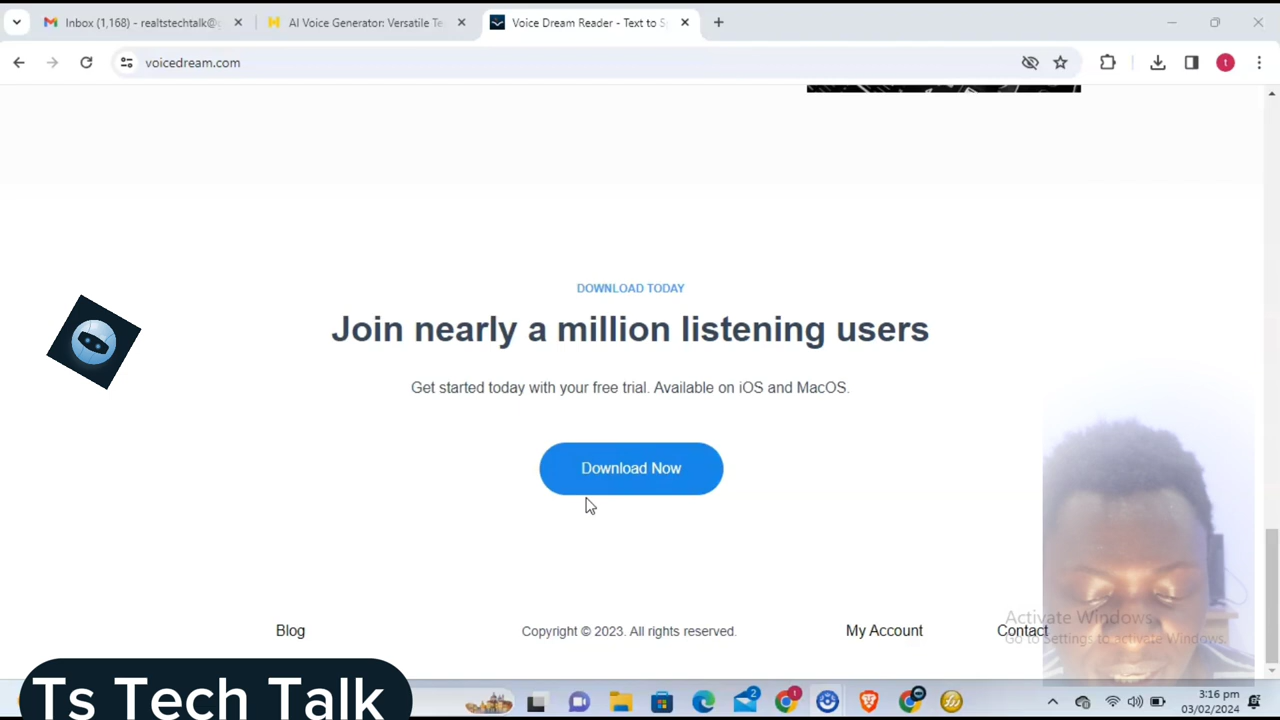 Inbox (1,168) - realtstechtalk@g
AI Voice Generator: Versatile Te
Voice Dream Reader - Text to Sp
voicedream.com
t
DOWNLOAD TODAY
Join nearly a million listening users
Get started today with your free trial. Available on iOS and MacOS.
Download Now
Activate Windows
Go to Settings to activate Windows.
Blog
Copyright © 2023. All rights reserved.
My Account
Contact
Ts Tech Talk
2
1
3:16 pm
03/02/2024